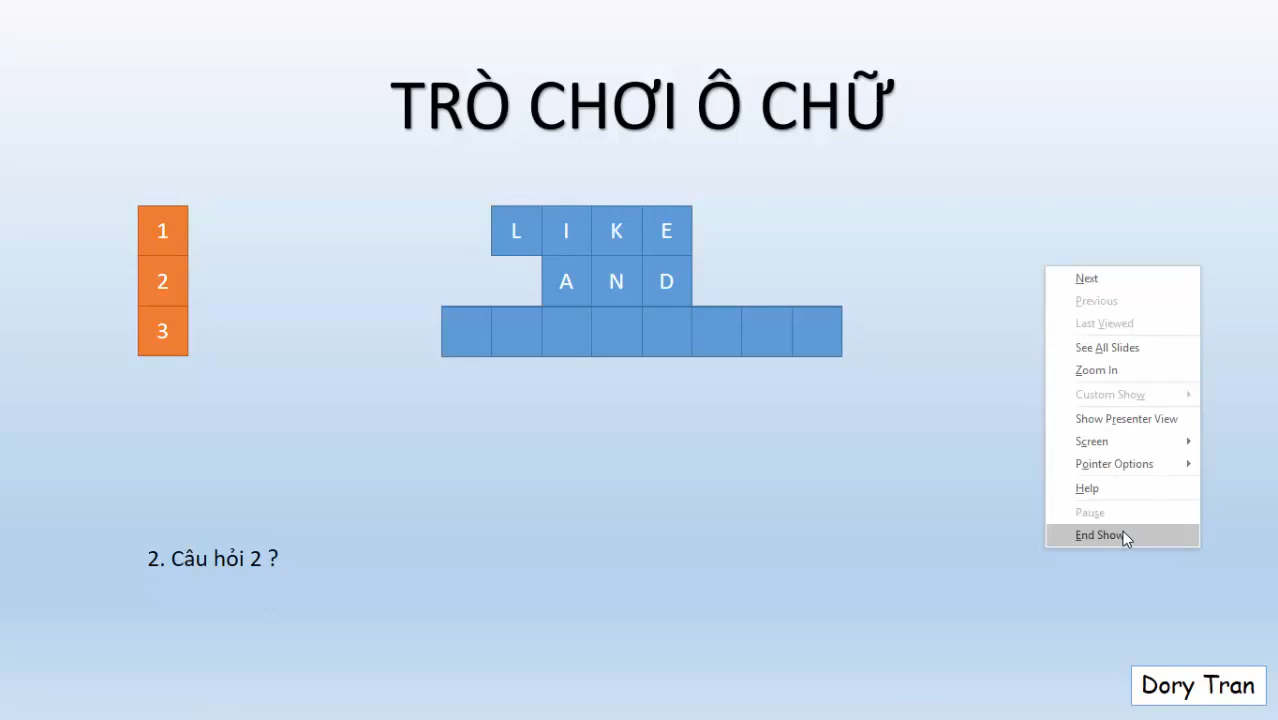 TRÒ CHƠI Ô CHỮ
1
L I K E
2
A N D
3
Next
Previous
Last Viewed
See All Slides
Zoom In
Custom Show
Show Presenter View
Screen
Pointer Options
Help
Pause
End Show
2. Câu hỏi 2 ?
Dory Tran